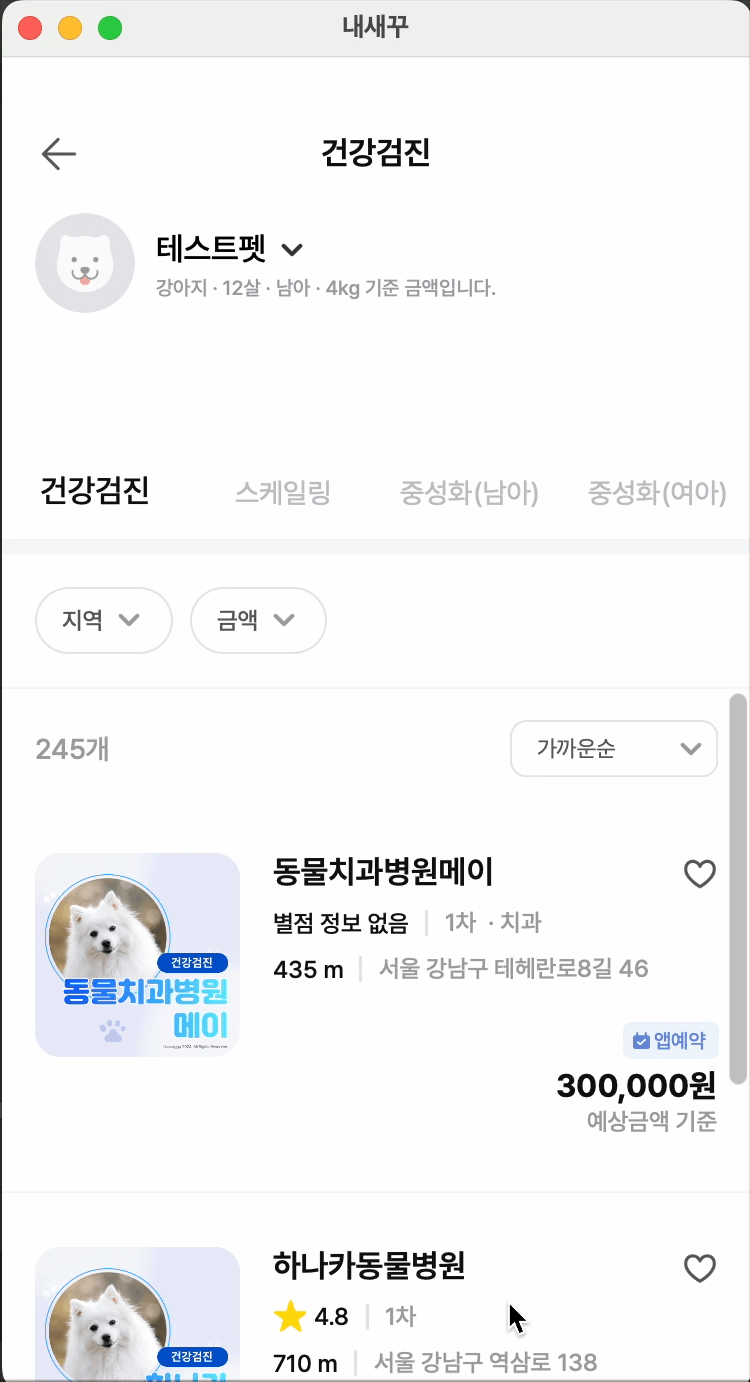 내새꾸
건강검진
테스트펫
강아지 · 12살 · 남아 · 4kg 기준 금액입니다.
건강검진 스케일링 중성화(남아) 중성화(여아)
지역 금액
245개 가까운순
건강검진
동물치과병원
메이
동물치과병원메이
별점 정보 없음 1차 · 치과
435 m 서울 강남구 테헤란로8길 46
앱예약
300,000원
예상금액 기준
건강검진
하나카동물병원
4.8 1차
710 m 서울 강남구 역삼로 138